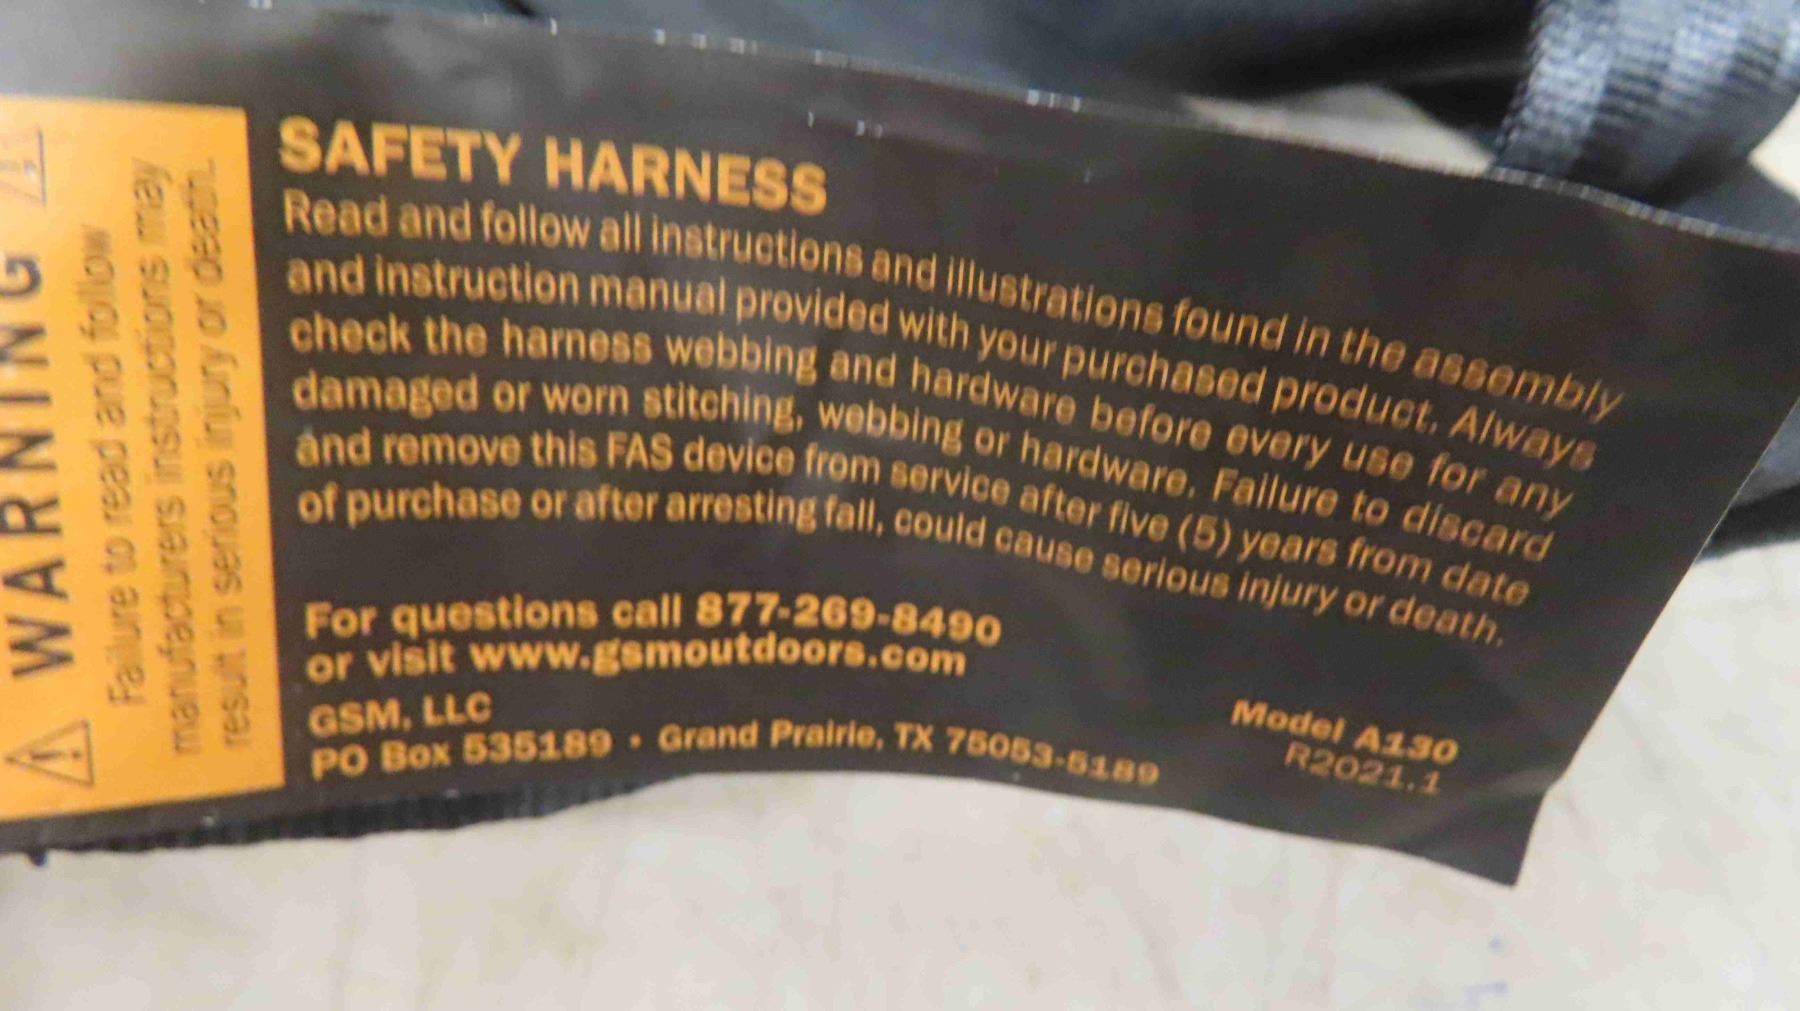 WARNING
Failure to read and follow
manufacturers instructions may
result in serious injury or death.
SAFETY HARNESS
Read and follow all instructions and illustrations found in the assembly
and instruction manual provided with your purchased product. Always
check the harness webbing and hardware before every use for any
damaged or worn stitching, webbing or hardware. Failure to discard
and remove this FAS device from service after five (5) years from date
of purchase or after arresting fall, could cause serious injury or death.
For questions call 877-269-8490
or visit www.gsmoutdoors.com
GSM, LLC
PO Box 535189 • Grand Prairie, TX 75053-5189
Model A130
R2021.1